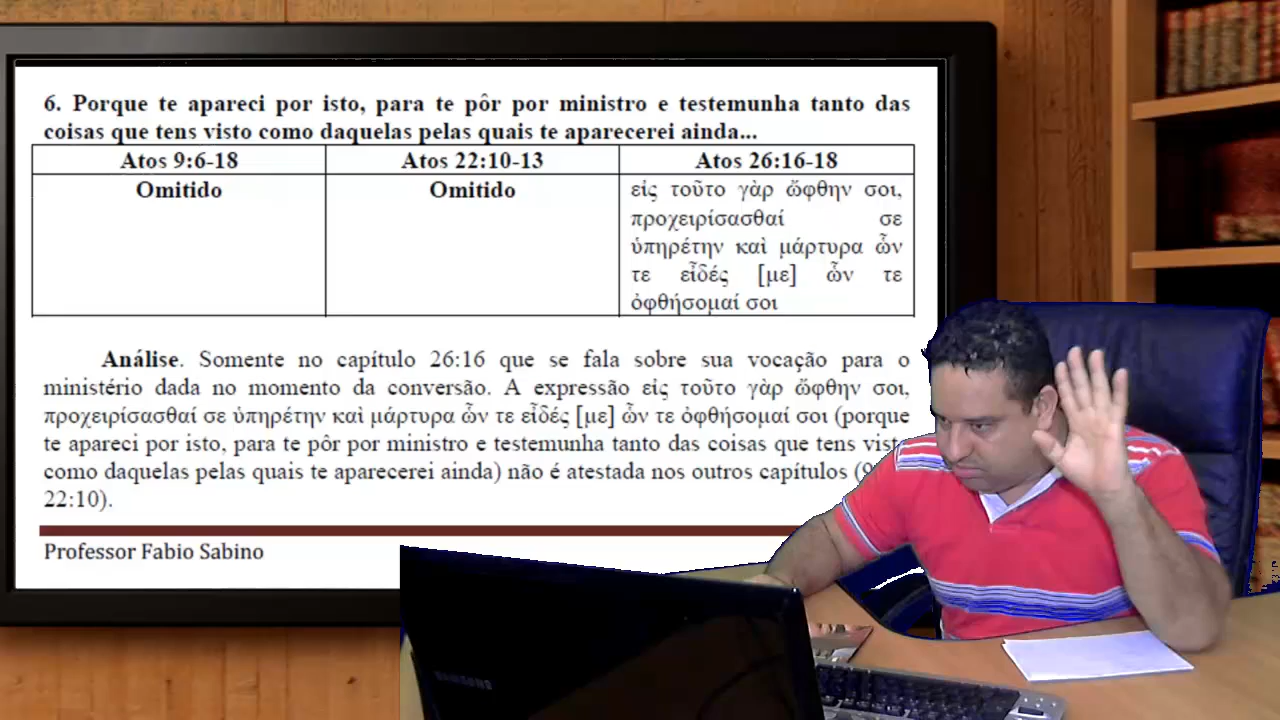 6. Porque te apareci por isto, para te pôr por ministro e testemunha tanto das
coisas que tens visto como daquelas pelas quais te aparecerei ainda...
Atos 9:6-18
Atos 22:10-13
Atos 26:16-18
Omitido
Omitido
εἰς τοῦτο γὰρ ὤφθην σοι,
προχειρίσασθαί σε
ὑπηρέτην καὶ μάρτυρα ὧν
τε εἶδές [με] ὧν τε
ὀφθήσομαί σοι
Análise. Somente no capítulo 26:16 que se fala sobre sua vocação para o
ministério dada no momento da conversão. A expressão εἰς τοῦτο γὰρ ὤφθην σοι,
προχειρίσασθαί σε ὑπηρέτην καὶ μάρτυρα ὧν τε εἶδές [με] ὧν τε ὀφθήσομαί σοι (porque
te apareci por isto, para te pôr por ministro e testemunha tanto das coisas que tens visto
como daquelas pelas quais te aparecerei ainda) não é atestada nos outros capítulos
22:10).
Professor Fabio Sabino
SAMSUNG